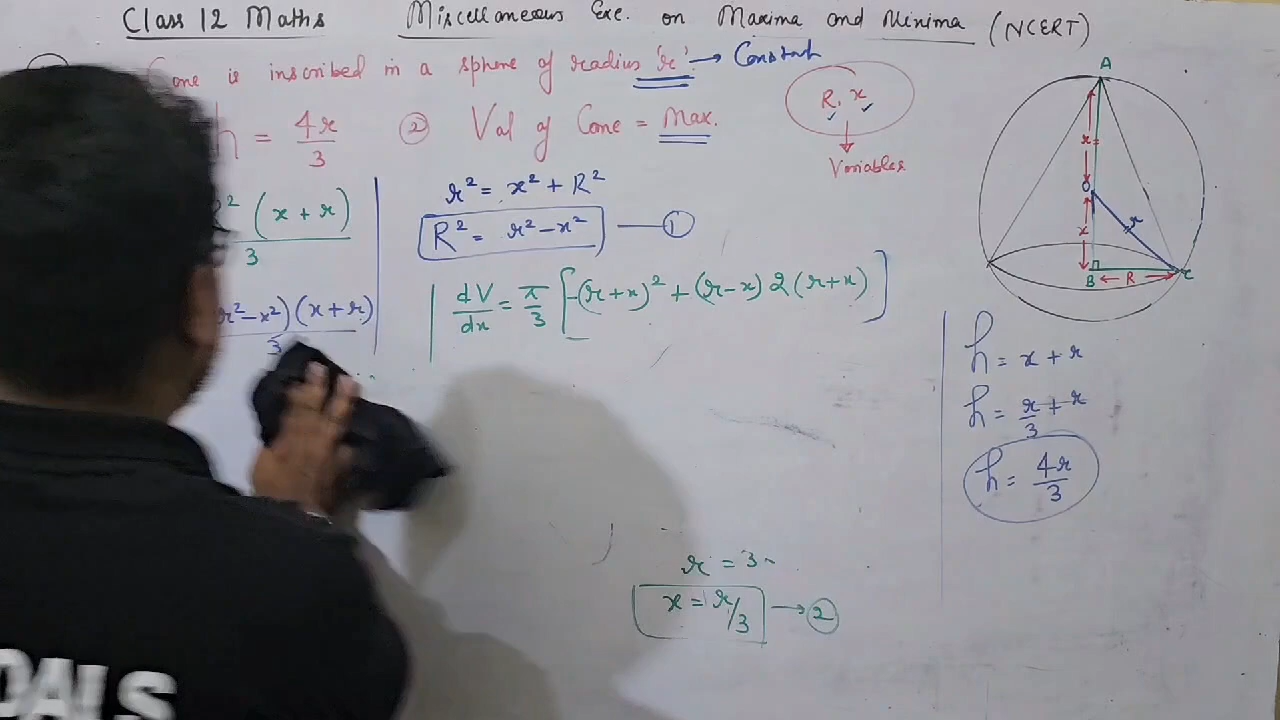 Class 12 Maths Miscellaneous Exe. on Maxima and Minima (NCERT)
Cone is inscribed in a sphere of radius 'r' → Constant
h = 4r/3 ② Vol of Cone = Max.
R, x
Variables
R² (x + r)
3
r² = x² + R²
R² = r² − x² — ①
r² − x²) (x + r)
3
dV/dx = π/3 [−(r+x)² + (r−x) 2 (r+x)]
r = 3
x = r/3 → ②
A
r
O
x
r
B
R
C
h = x + r
h = r/3 + r
h = 4r/3
OALS